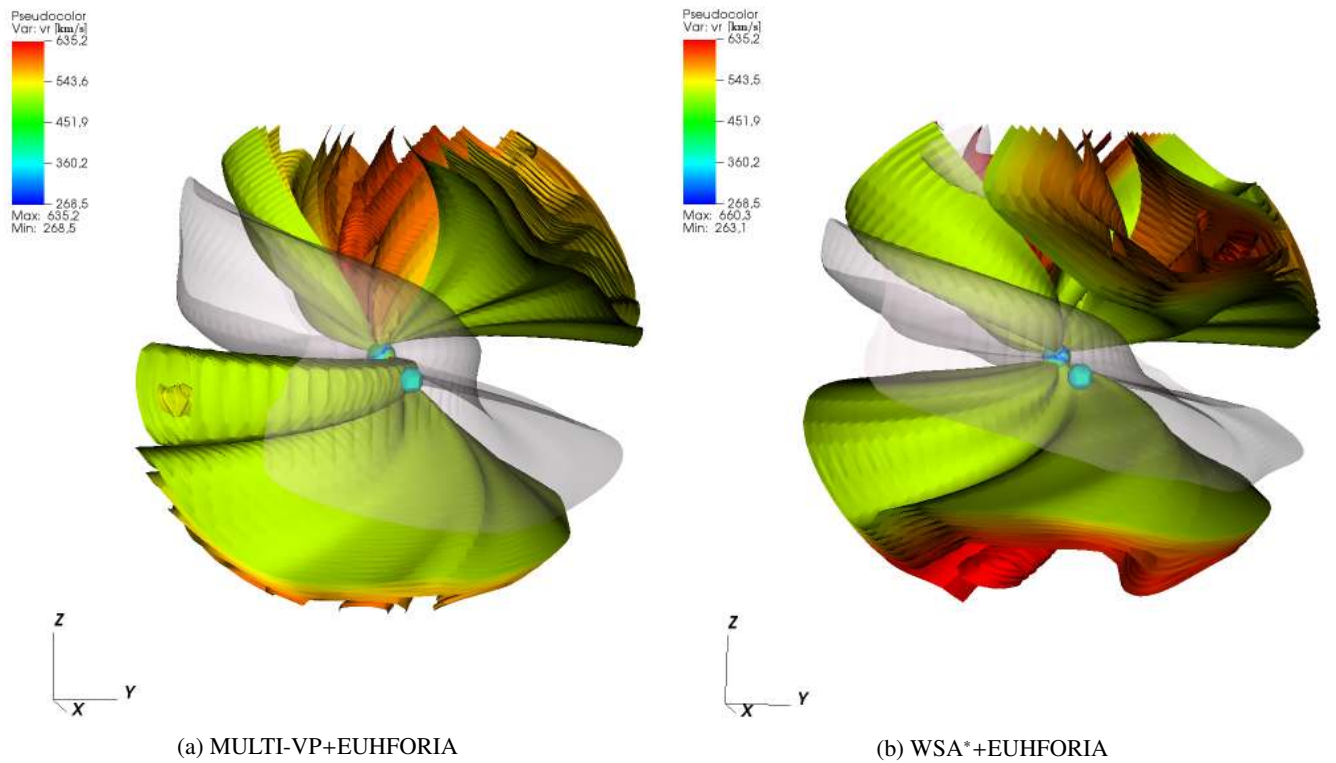 Pseudocolor
Var: vr [km/s]
635,2
543,6
451,9
360,2
268,5
Max: 635,2
Min: 268,5
Z
Y
X
(a) MULTI-VP+EUHFORIA
Pseudocolor
Var: vr [km/s]
635,2
543,5
451,9
360,2
268,5
Max: 660,3
Min: 263,1
Z
Y
X
(b) WSA*+EUHFORIA